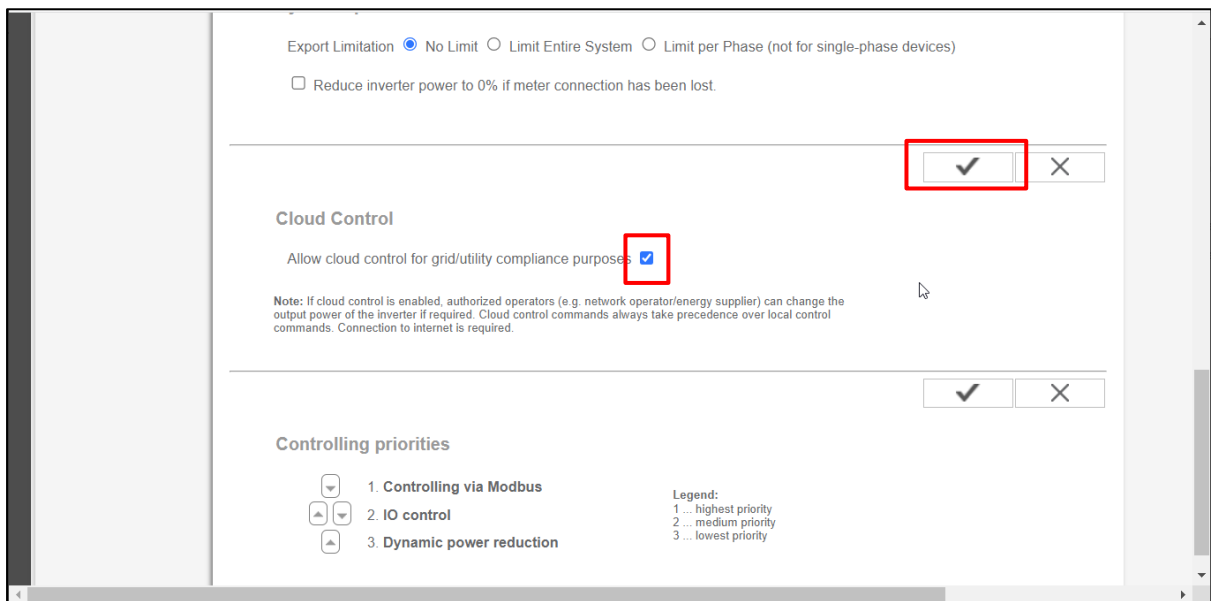 Export Limitation No Limit Limit Entire System Limit per Phase (not for single-phase devices)
Reduce inverter power to 0% if meter connection has been lost.
Cloud Control
Allow cloud control for grid/utility compliance purposes
Note: If cloud control is enabled, authorized operators (e.g. network operator/energy supplier) can change the
output power of the inverter if required. Cloud control commands always take precedence over local control
commands. Connection to internet is required.
Controlling priorities
1. Controlling via Modbus
2. IO control
3. Dynamic power reduction
Legend:
1 ... highest priority
2 ... medium priority
3 ... lowest priority